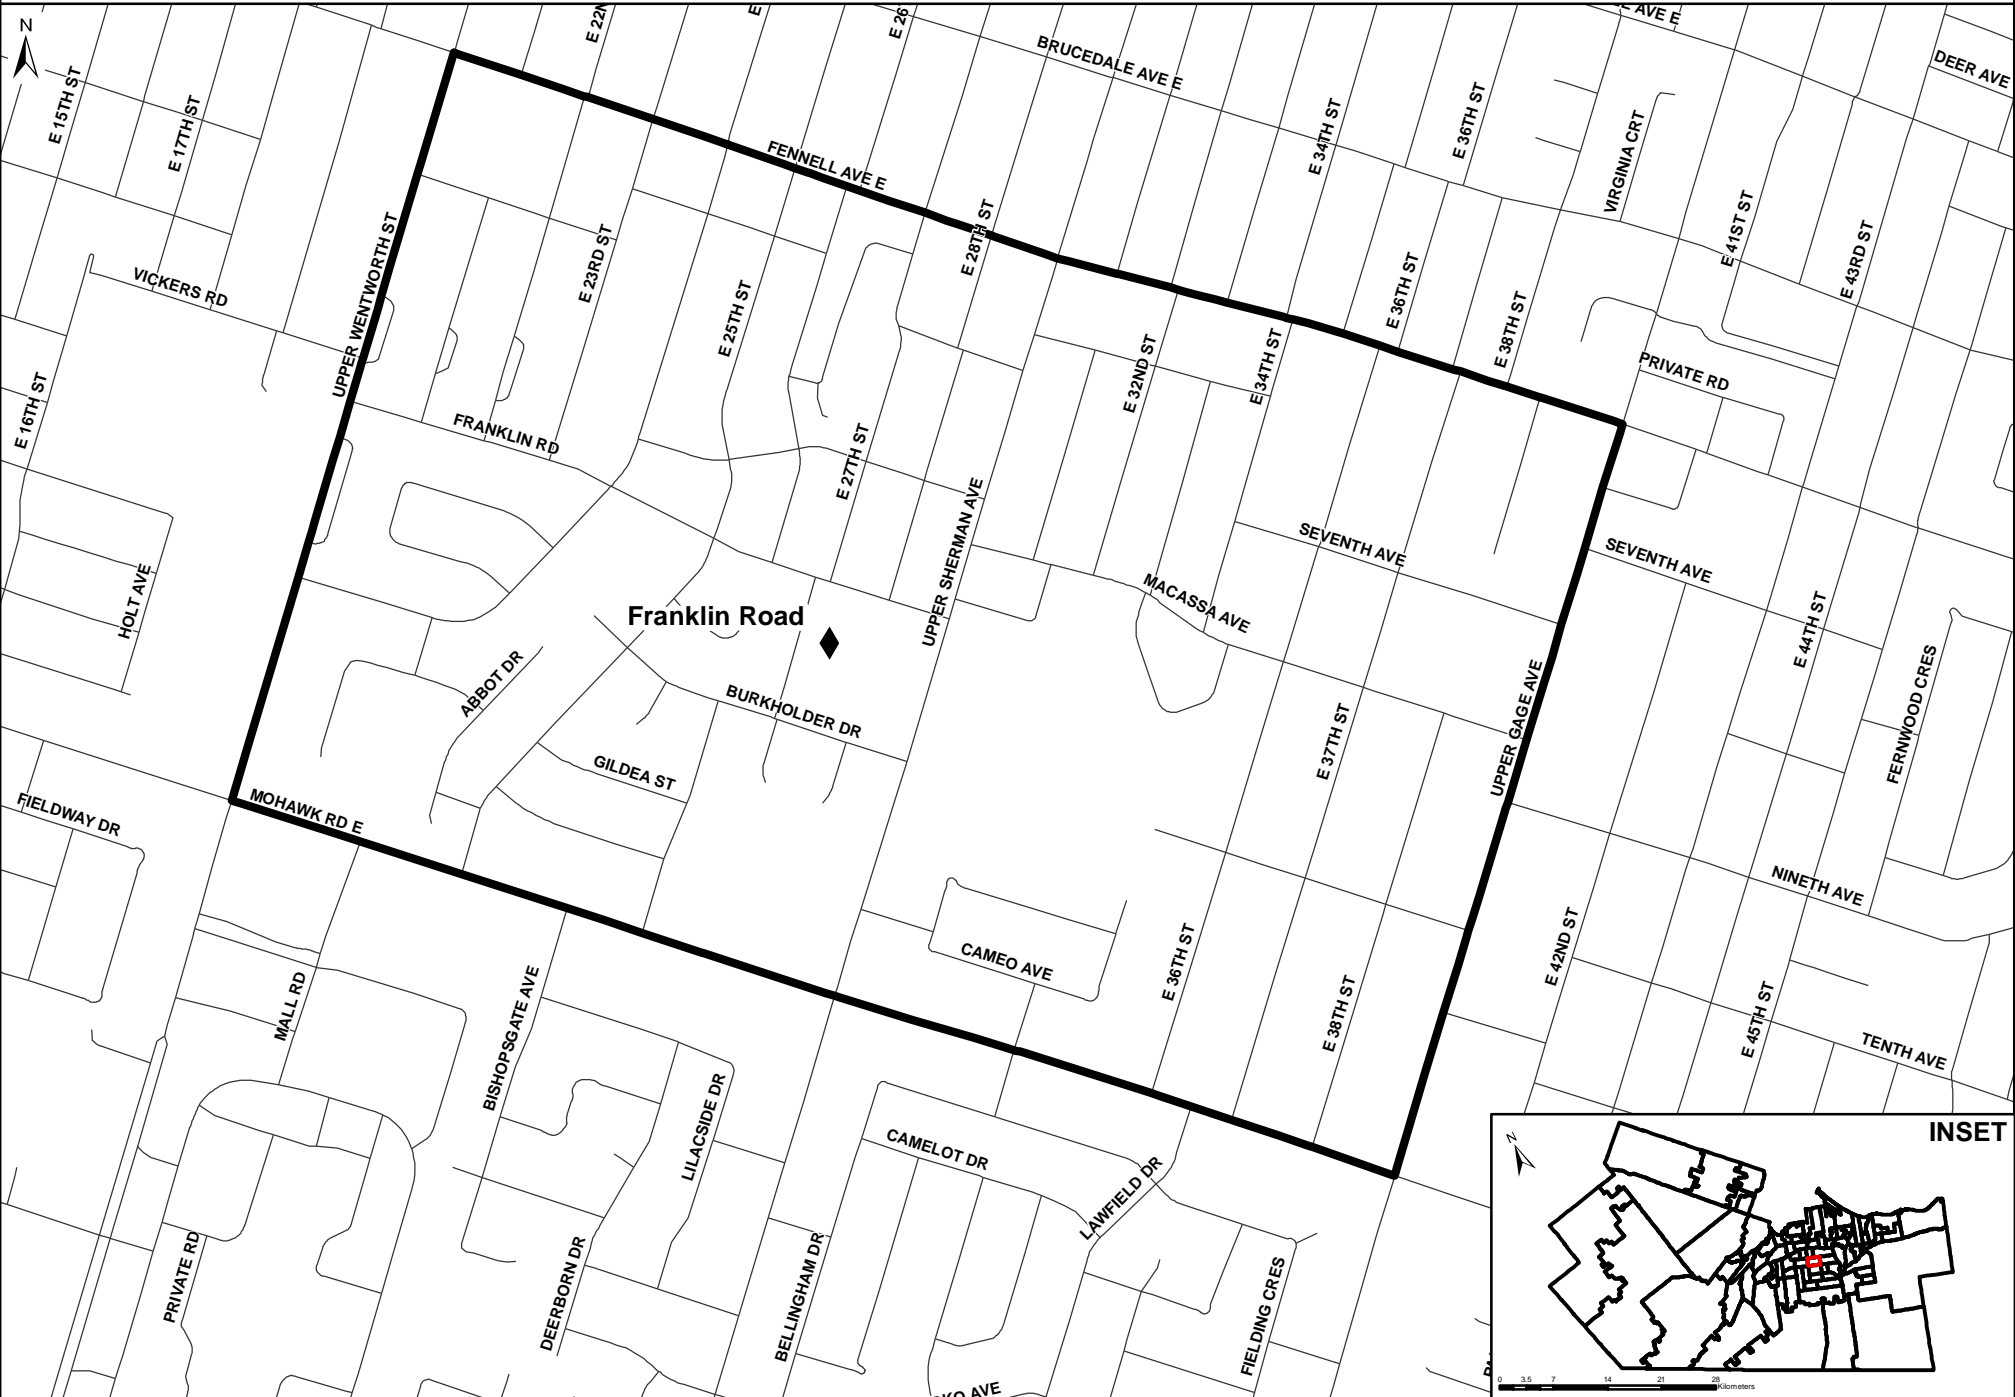 N
E 15TH ST
E 17TH ST
BRUCEDALE AVE E
E 34TH ST
E 36TH ST
VIRGINIA CRT
DEER AVE
E 41ST ST
E 43RD ST
FENNELL AVE E
E 28TH ST
VICKERS RD
UPPER WENTWORTH ST
E 23RD ST
E 25TH ST
E 36TH ST
E 38TH ST
E 32ND ST
E 34TH ST
PRIVATE RD
E 16TH ST
FRANKLIN RD
E 27TH ST
UPPER SHERMAN AVE
SEVENTH AVE
SEVENTH AVE
HOLT AVE
MACASSA AVE
Franklin Road
E 44TH ST
FERNWOOD CRES
ABBOT DR
BURKHOLDER DR
E 37TH ST
UPPER GAGE AVE
GILDEA ST
FIELDWAY DR
MOHAWK RD E
NINETH AVE
CAMEO AVE
E 36TH ST
E 42ND ST
MALL RD
BISHOPSGATE AVE
E 38TH ST
E 45TH ST
TENTH AVE
LILACSIDE DR
CAMELOT DR
LAWFIELD DR
PRIVATE RD
DEERBORN DR
BELLINGHAM DR
FIELDING CRES
INSET
N
0 3.5 7 14 21 28
Kilometers